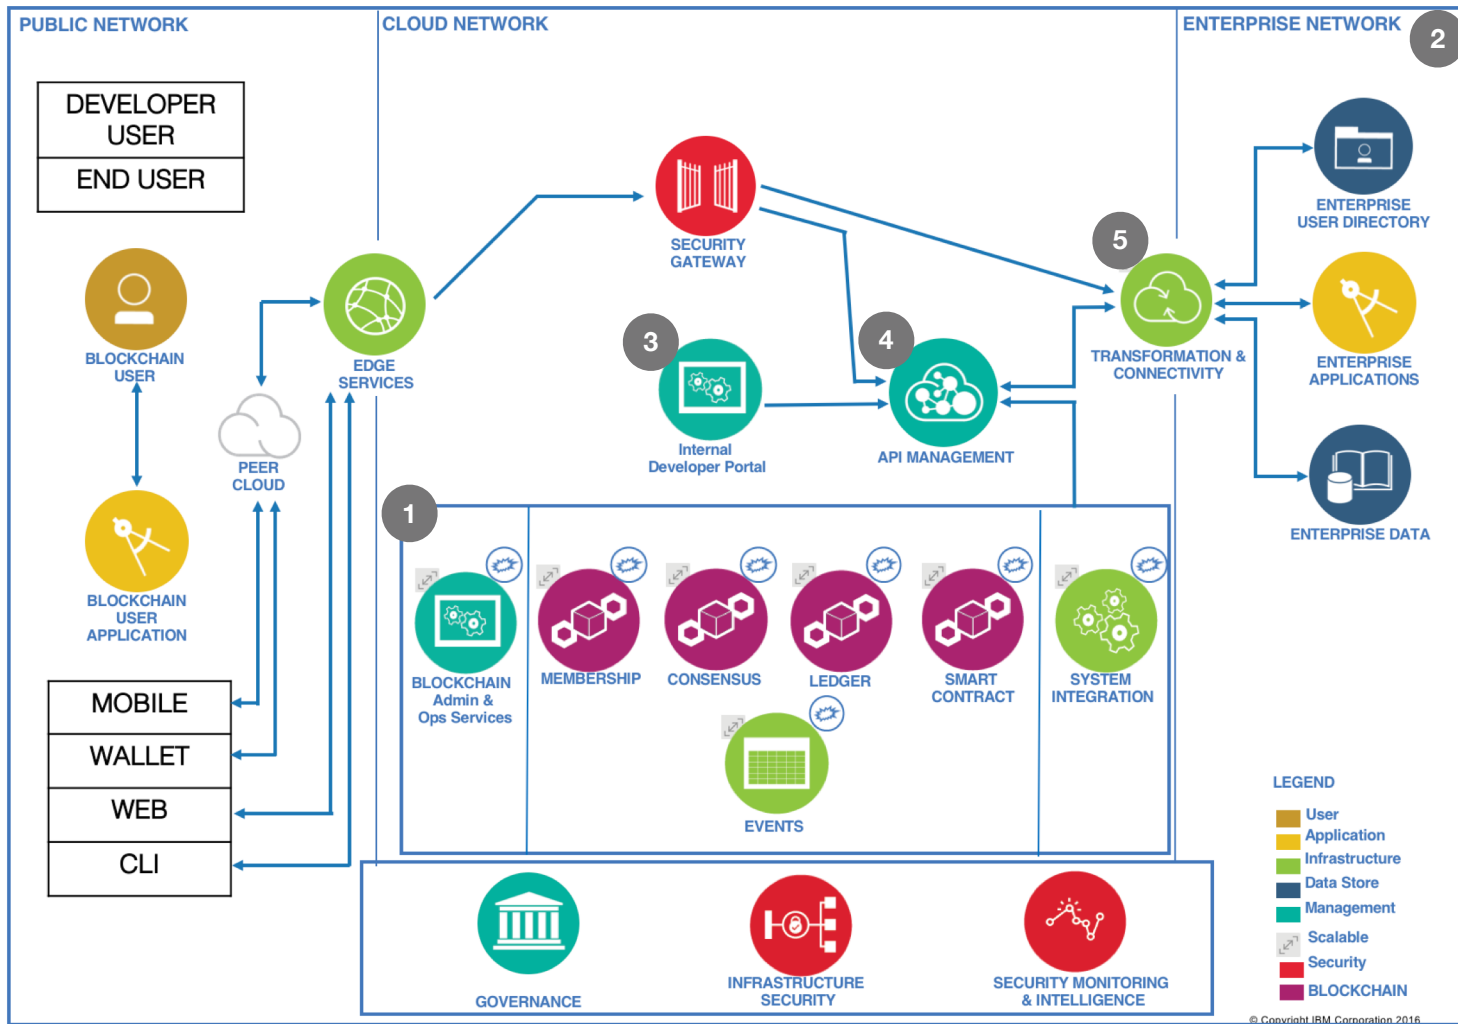 PUBLIC NETWORK
CLOUD NETWORK
ENTERPRISE NETWORK
2
DEVELOPER
USER
END USER
BLOCKCHAIN
USER
BLOCKCHAIN
USER
APPLICATION
PEER
CLOUD
EDGE
SERVICES
MOBILE
WALLET
WEB
CLI
SECURITY
GATEWAY
3
Internal
Developer Portal
4
API MANAGEMENT
5
TRANSFORMATION &
CONNECTIVITY
ENTERPRISE
USER DIRECTORY
ENTERPRISE
APPLICATIONS
ENTERPRISE DATA
1
BLOCKCHAIN
Admin &
Ops Services
MEMBERSHIP
CONSENSUS
LEDGER
SMART
CONTRACT
SYSTEM
INTEGRATION
EVENTS
GOVERNANCE
INFRASTRUCTURE
SECURITY
SECURITY MONITORING
& INTELLIGENCE
LEGEND
User
Application
Infrastructure
Data Store
Management
Scalable
Security
BLOCKCHAIN
© Copyright IBM Corporation 2016